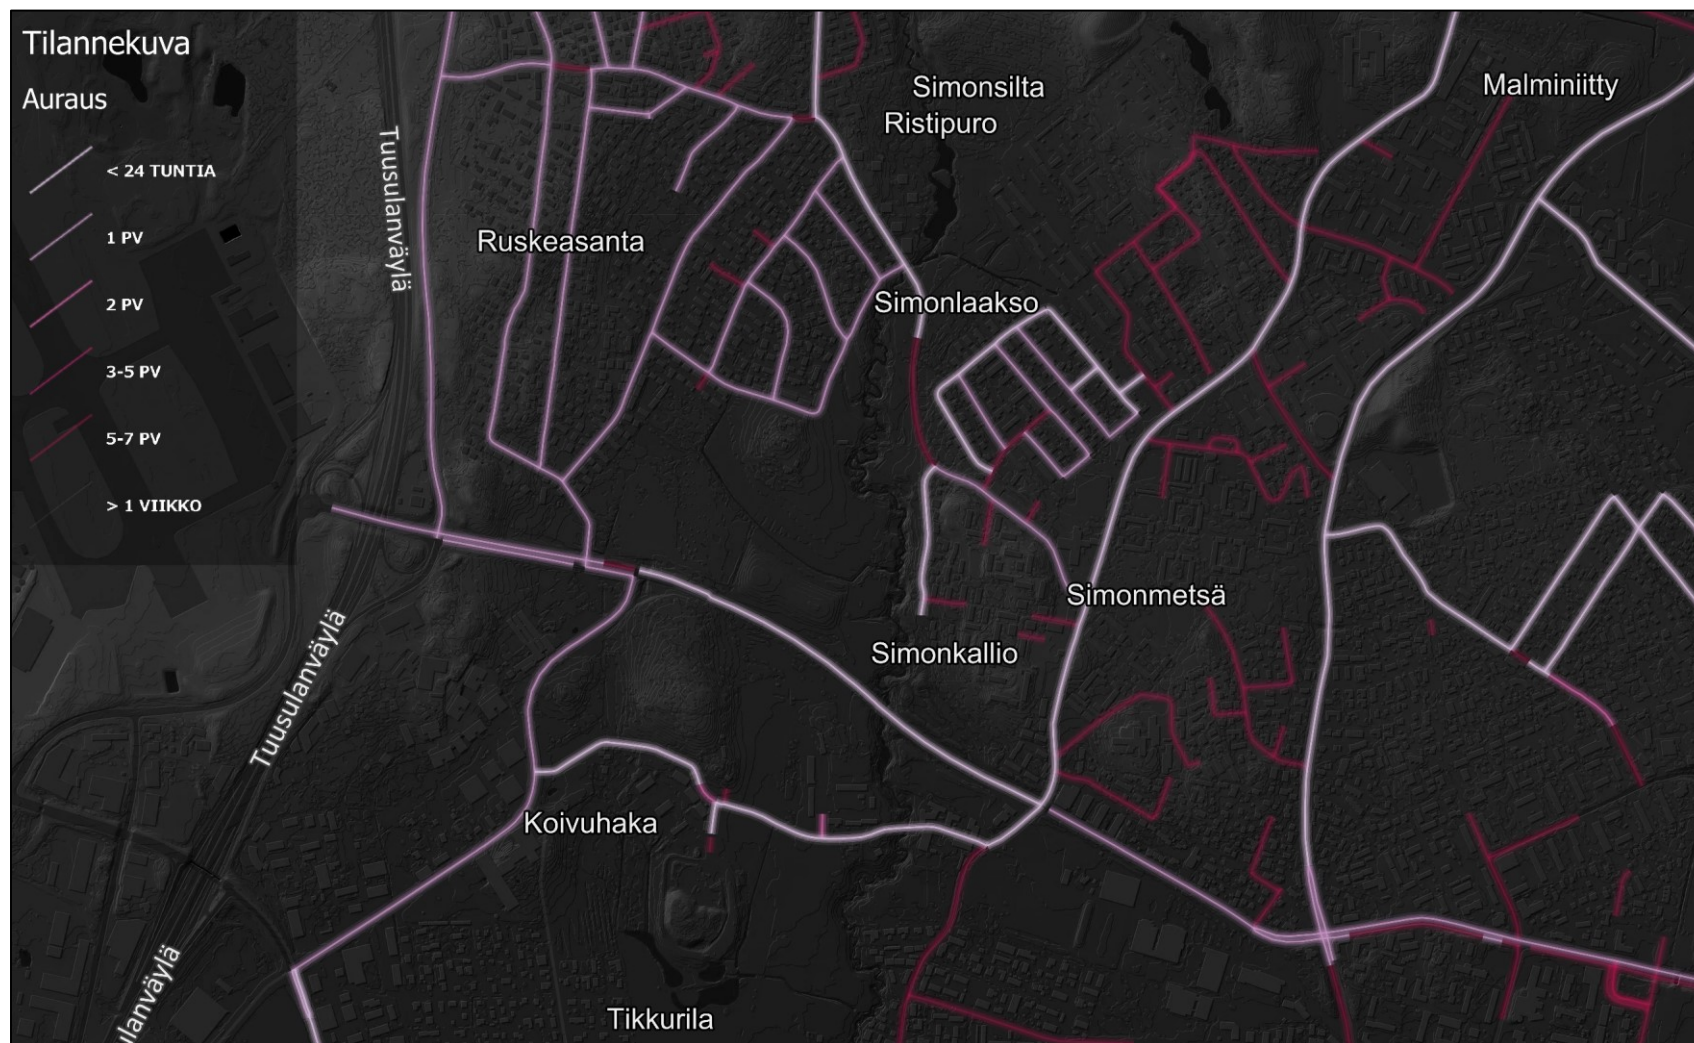 Tilannekuva
Auraus
< 24 TUNTIA
1 PV
2 PV
3-5 PV
5-7 PV
> 1 VIIKKO
Simonsilta
Malminiitty
Ristipuro
Tuusulanväylä
Ruskeasanta
Simonlaakso
Simonmetsä
Tuusulanväylä
Simonkallio
Koivuhaka
ulanväylä
Tikkurila